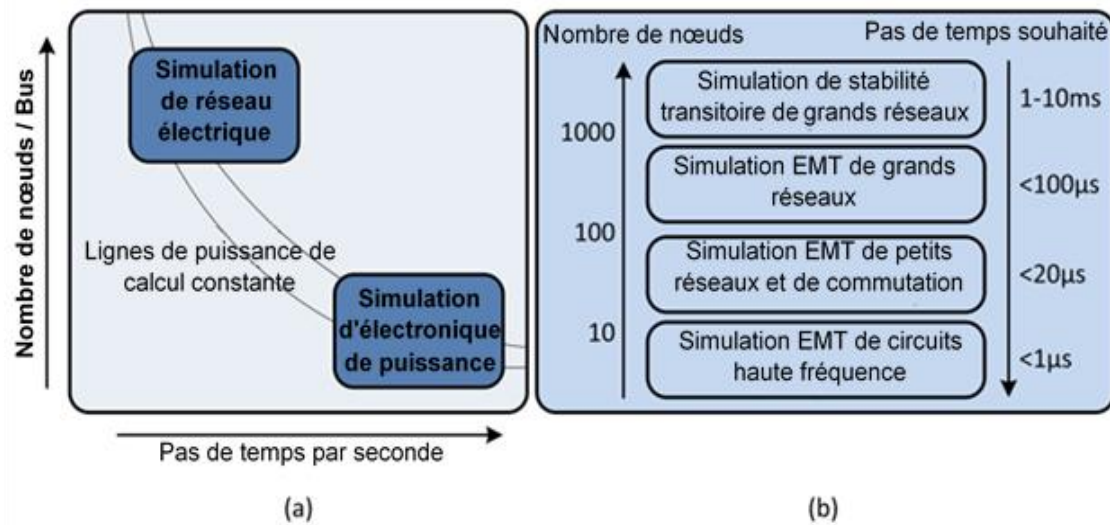 Nombre de nœuds / Bus
Simulation
de réseau
électrique
Lignes de puissance de
calcul constante
Simulation
d'électronique
de puissance
Pas de temps par seconde
(a)
Nombre de nœuds
Pas de temps souhaité
1000
100
10
Simulation de stabilité
transitoire de grands réseaux
Simulation EMT de grands
réseaux
Simulation EMT de petits
réseaux et de commutation
Simulation EMT de circuits
haute fréquence
1-10ms
<100µs
<20µs
<1µs
(b)